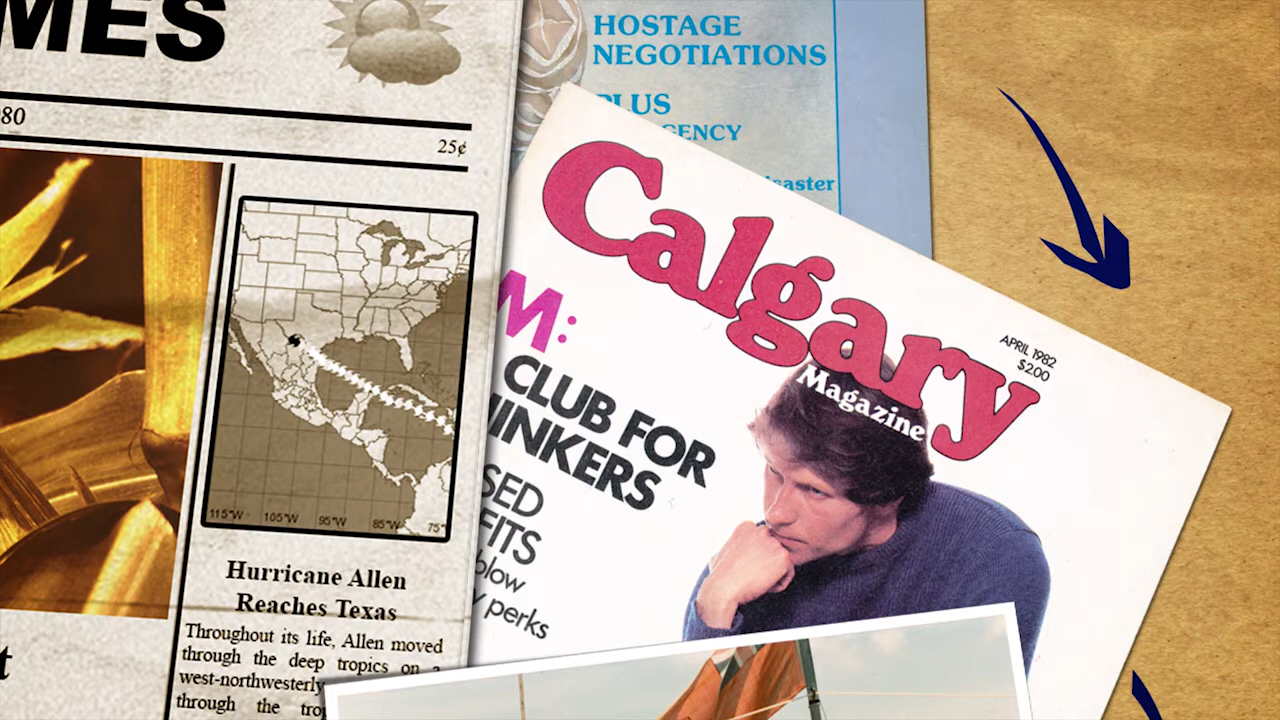 MES
80
25¢
115°W 105°W 95°W 85°W 75°
Hurricane Allen
Reaches Texas
Throughout its life, Allen moved
through the deep tropics on a
west-northwesterly
through the
HOSTAGE
NEGOTIATIONS
PLUS
GENCY
saster
Calgary
Magazine
APRIL 1982
$2.00
M:
CLUB FOR
INKERS
SED
FITS
blow
y perks
t